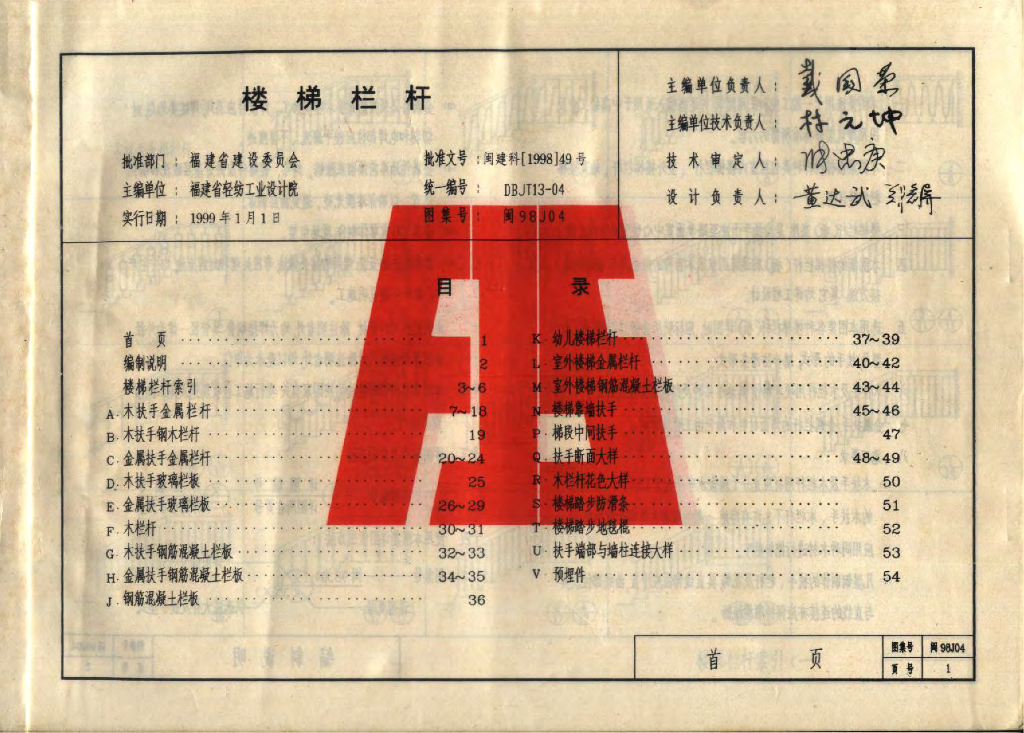 楼梯栏杆
批准部门：福建省建设委员会
主编单位：福建省轻纺工业设计院
实行日期：1999年1月1日
批准文号：闽建科[1998]49号
统一编号：DBJT13-04
图集号：闽98J04
主编单位负责人：戴国荣
主编单位技术负责人：林元坤
技术审定人：
设计负责人：黄达武
目录
首页 1
编制说明 2
楼梯栏杆索引 3~6
A.木扶手金属栏杆 7~18
B.木扶手钢木栏杆 19
C.金属扶手金属栏杆 20~24
D.木扶手玻璃栏板 25
E.金属扶手玻璃栏板 26~29
F.木栏杆 30~31
G.木扶手钢筋混凝土栏板 32~33
H.金属扶手钢筋混凝土栏板 34~35
J.钢筋混凝土栏板 36
K.幼儿楼梯栏杆 37~39
L.室外楼梯金属栏杆 40~42
M.室外楼梯钢筋混凝土栏板 43~44
N.楼梯靠墙扶手 45~46
P.梯段中间扶手 47
Q.扶手断面大样 48~49
R.木栏杆花色大样 50
S.楼梯踏步防滑条 51
T.楼梯踏步地毯棍 52
U.扶手端部与墙柱连接大样 53
V.预埋件 54
首页
图集号 闽98J04
页号 1